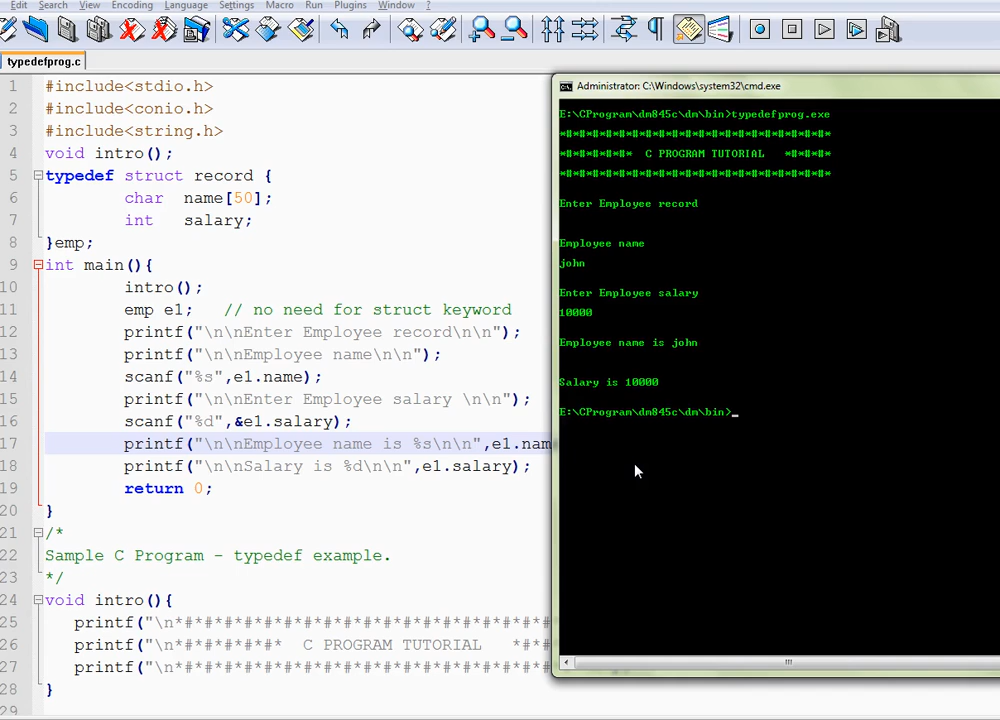 Edit Search View Encoding Language Settings Macro Run Plugins Window ?
typedefprog.c
1 #include<stdio.h>
2 #include<conio.h>
3 #include<string.h>
4 void intro();
5 typedef struct record {
6 char name[50];
7 int salary;
8 }emp;
9 int main(){
10 intro();
11 emp e1; // no need for struct keyword
12 printf("\n\nEnter Employee record\n\n");
13 printf("\n\nEmployee name\n\n");
14 scanf("%s",e1.name);
15 printf("\n\nEnter Employee salary \n\n");
16 scanf("%d",&e1.salary);
17 printf("\n\nEmployee name is %s\n\n",e1.nam
18 printf("\n\nSalary is %d\n\n",e1.salary);
19 return 0;
20 }
21 /*
22 Sample C Program - typedef example.
23 */
24 void intro(){
25 printf("\n*#*#*#*#*#*#*#*#*#*#*#*#*#*#*#*#*#*#
26 printf("\n*#*#*#*#*#* C PROGRAM TUTORIAL *#*#
27 printf("\n*#*#*#*#*#*#*#*#*#*#*#*#*#*#*#*#*#*#
28 }
29
Administrator: C:\Windows\system32\cmd.exe
E:\CProgram\dm845c\dm\bin>typedefprog.exe
*#*#*#*#*#*#*#*#*#*#*#*#*#*#*#*#*#*#*#*#*
*#*#*#*#*#* C PROGRAM TUTORIAL *#*#*#*
*#*#*#*#*#*#*#*#*#*#*#*#*#*#*#*#*#*#*#*#*
Enter Employee record
Employee name
john
Enter Employee salary
10000
Employee name is john
Salary is 10000
E:\CProgram\dm845c\dm\bin>_